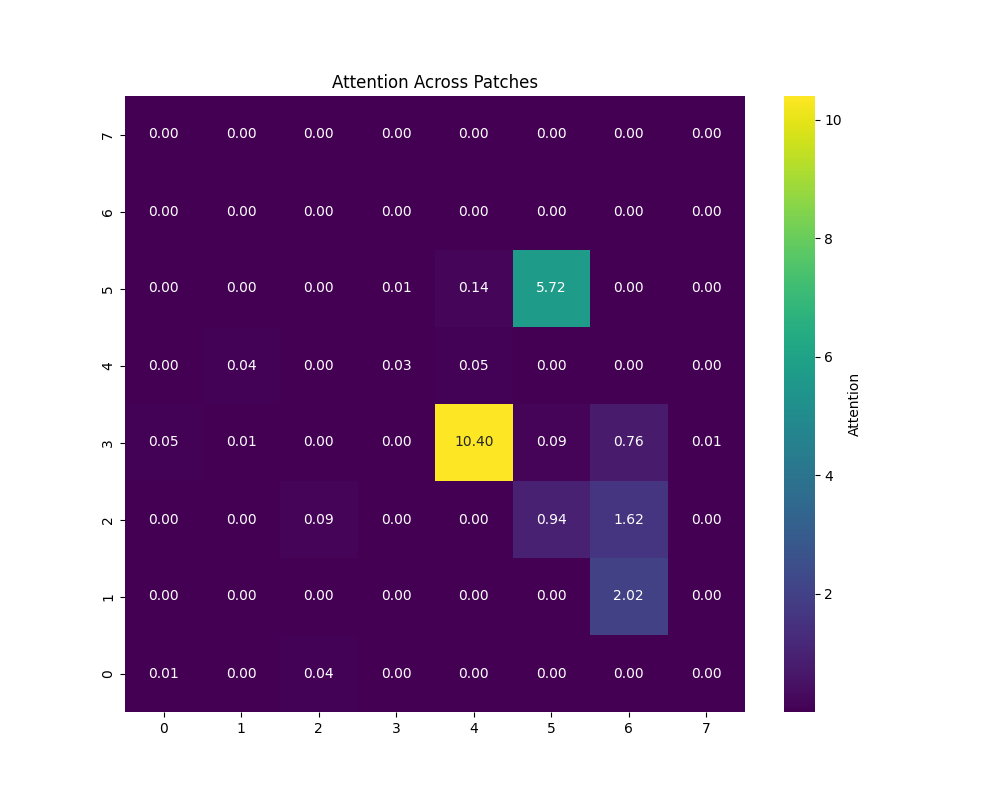 Attention Across Patches
7 0.00 0.00 0.00 0.00 0.00 0.00 0.00 0.00
6 0.00 0.00 0.00 0.00 0.00 0.00 0.00 0.00
5 0.00 0.00 0.00 0.01 0.14 5.72 0.00 0.00
4 0.00 0.04 0.00 0.03 0.05 0.00 0.00 0.00
3 0.05 0.01 0.00 0.00 10.40 0.09 0.76 0.01
2 0.00 0.00 0.09 0.00 0.00 0.94 1.62 0.00
1 0.00 0.00 0.00 0.00 0.00 0.00 2.02 0.00
0 0.01 0.00 0.04 0.00 0.00 0.00 0.00 0.00
0 1 2 3 4 5 6 7
10
8
6
4
2
Attention